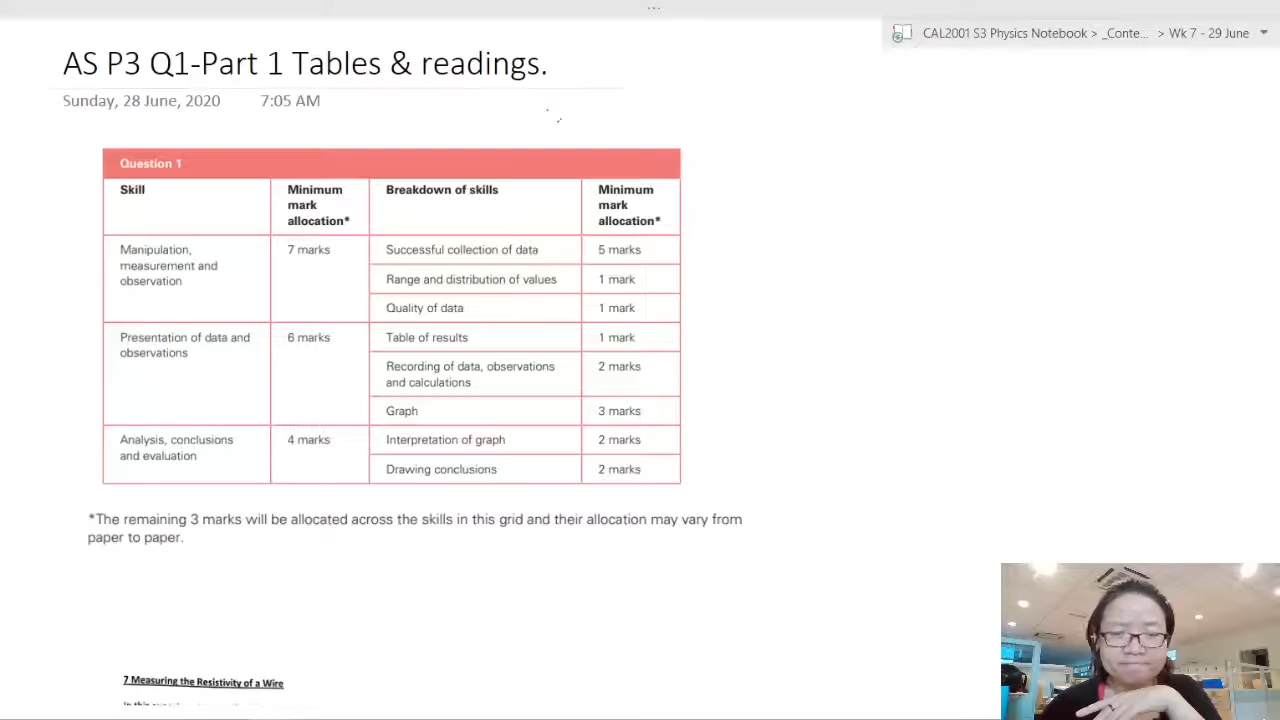 ...
CAL2001 S3 Physics Notebook > _Conte... > Wk 7 - 29 June
AS P3 Q1-Part 1 Tables & readings.
Sunday, 28 June, 2020 7:05 AM
Question 1
Skill
Minimum
mark
allocation*
Breakdown of skills
Minimum
mark
allocation*
Manipulation,
measurement and
observation
7 marks
Successful collection of data
5 marks
Range and distribution of values
1 mark
Quality of data
1 mark
Presentation of data and
observations
6 marks
Table of results
1 mark
Recording of data, observations
and calculations
2 marks
Graph
3 marks
Analysis, conclusions
and evaluation
4 marks
Interpretation of graph
2 marks
Drawing conclusions
2 marks
*The remaining 3 marks will be allocated across the skills in this grid and their allocation may vary from
paper to paper.
7 Measuring the Resistivity of a Wire